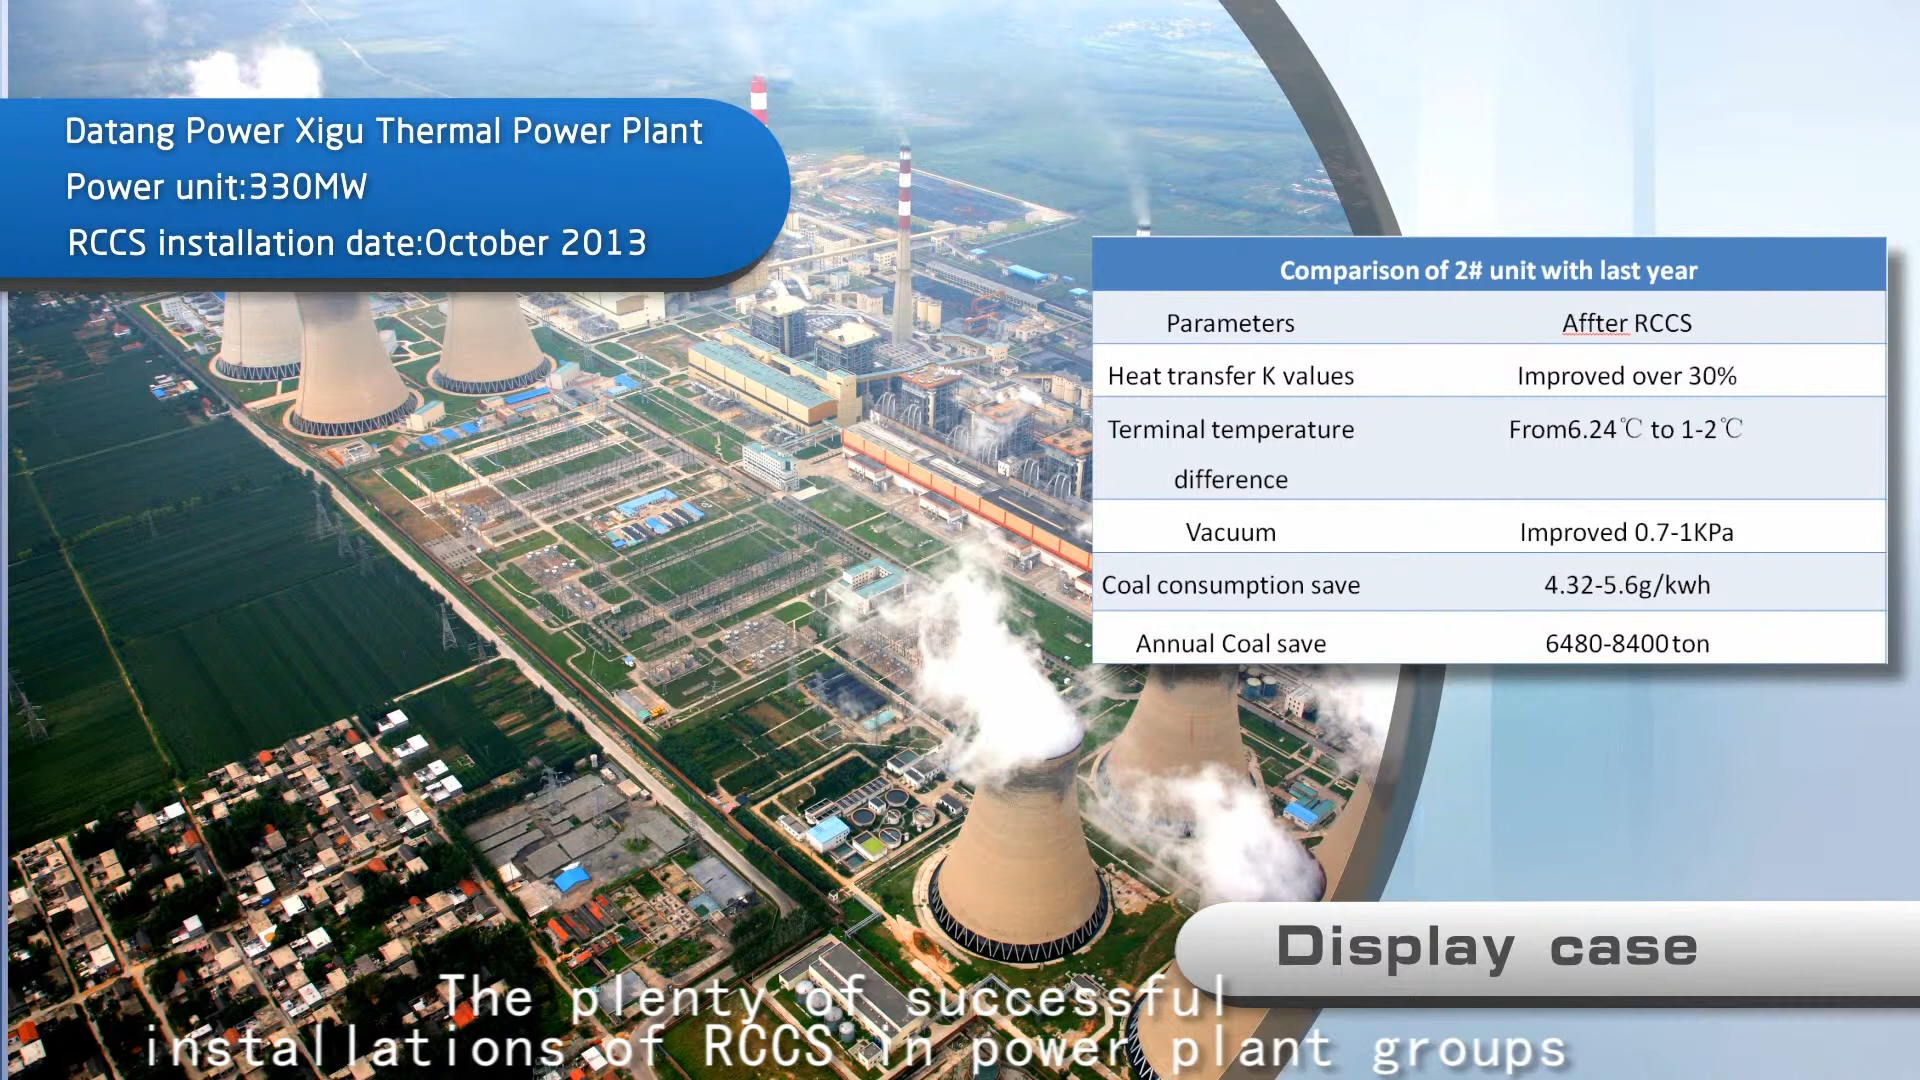 Datang Power Xigu Thermal Power Plant
Power unit:330MW
RCCS installation date:October 2013
Comparison of 2# unit with last year
Parameters Affter RCCS
Heat transfer K values Improved over 30%
Terminal temperature From6.24℃ to 1-2℃
difference
Vacuum Improved 0.7-1KPa
Coal consumption save 4.32-5.6g/kwh
Annual Coal save 6480-8400ton
Display case
The plenty of successful
installations of RCCS in power plant groups